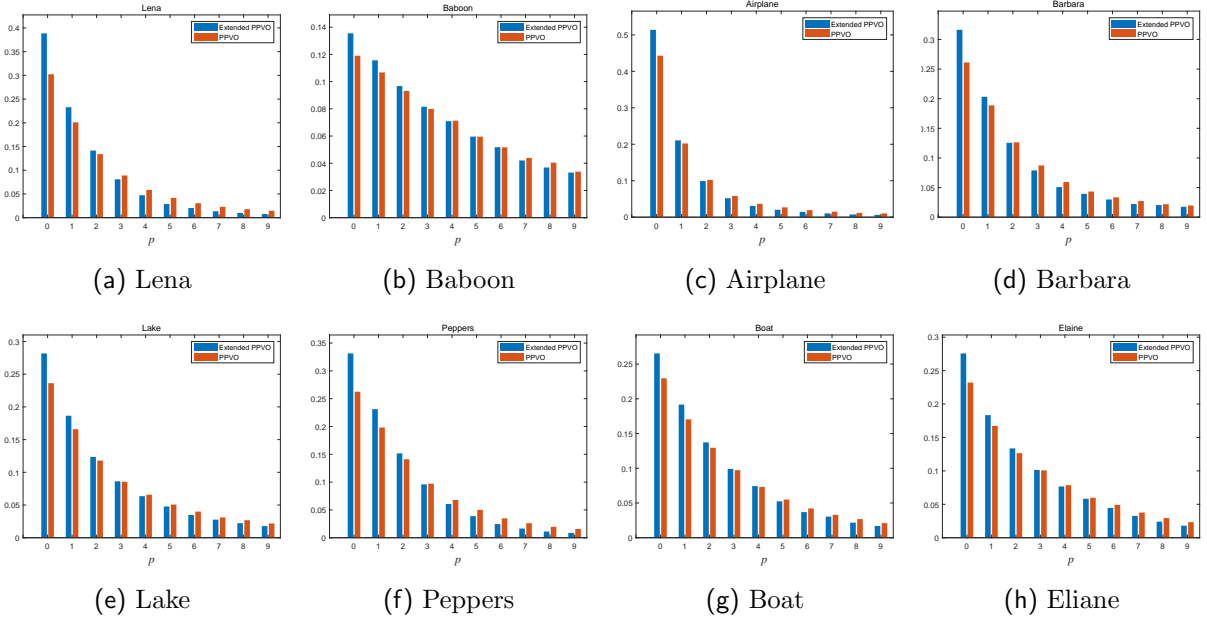 Lena
Extended PPVO
PPVO
0.4
0.35
0.3
0.25
0.2
0.15
0.1
0.05
0
0 1 2 3 4 5 6 7 8 9
p
(a) Lena
Baboon
Extended PPVO
PPVO
0.14
0.12
0.1
0.08
0.06
0.04
0.02
0
0 1 2 3 4 5 6 7 8 9
p
(b) Baboon
Airplane
Extended PPVO
PPVO
0.5
0.4
0.3
0.2
0.1
0
0 1 2 3 4 5 6 7 8 9
p
(c) Airplane
Barbara
Extended PPVO
PPVO
0.3
0.25
0.2
0.15
0.1
0.05
0
0 1 2 3 4 5 6 7 8 9
p
(d) Barbara
Lake
Extended PPVO
PPVO
0.3
0.25
0.2
0.15
0.1
0.05
0
0 1 2 3 4 5 6 7 8 9
p
(e) Lake
Peppers
Extended PPVO
PPVO
0.35
0.3
0.25
0.2
0.15
0.1
0.05
0
0 1 2 3 4 5 6 7 8 9
p
(f) Peppers
Boat
Extended PPVO
PPVO
0.25
0.2
0.15
0.1
0.05
0
0 1 2 3 4 5 6 7 8 9
p
(g) Boat
Elaine
Extended PPVO
PPVO
0.3
0.25
0.2
0.15
0.1
0.05
0
0 1 2 3 4 5 6 7 8 9
p
(h) Eliane